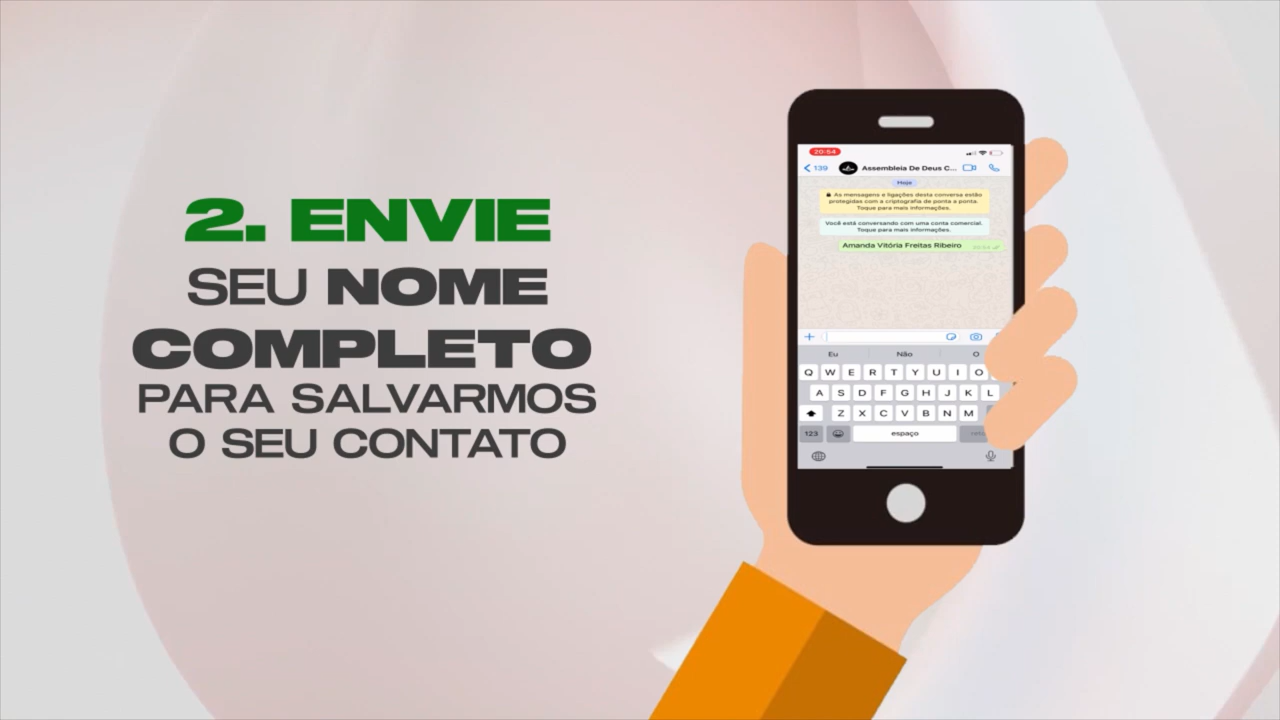 2. ENVIE
SEU NOME
COMPLETO
PARA SALVARMOS
O SEU CONTATO
20:54
139
Assembleia De Deus C...
Hoje
As mensagens e ligações desta conversa estão
protegidas com a criptografia de ponta a ponta.
Toque para mais informações.
Você está conversando com uma conta comercial.
Toque para mais informações.
Amanda Vitória Freitas Ribeiro 20:54
Eu Não O
Q W E R T Y U I O
A S D F G H J K L
Z X C V B N M
123 espaço